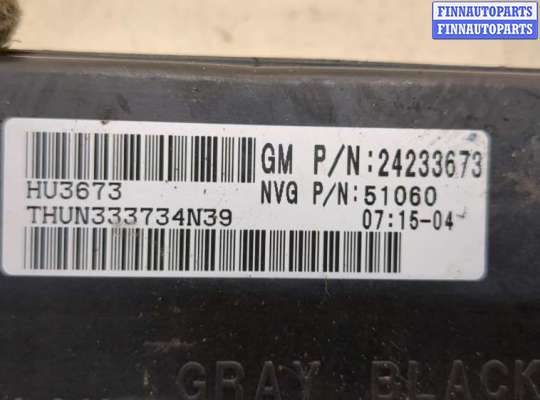 FINNAUTOPARTS
FINNAUTOPARTS
GM P/N:24233673
HU3673 NVG P/N:51060
THUN333734N39 07:15-04
GRAY BLACK